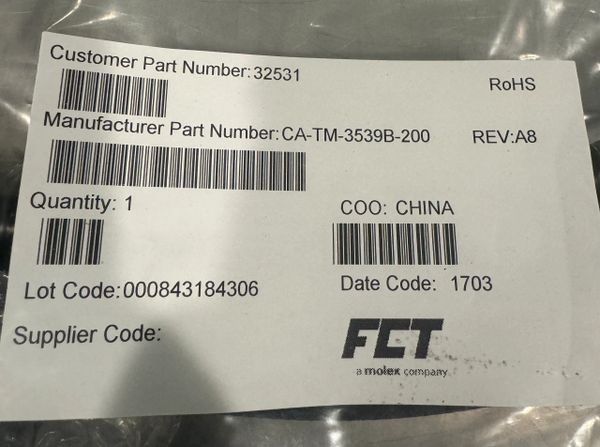 Customer Part Number:32531
RoHS
Manufacturer Part Number:CA-TM-3539B-200 REV:A8
Quantity: 1
COO: CHINA
Lot Code:000843184306
Date Code: 1703
Supplier Code:
FCT
a molex company